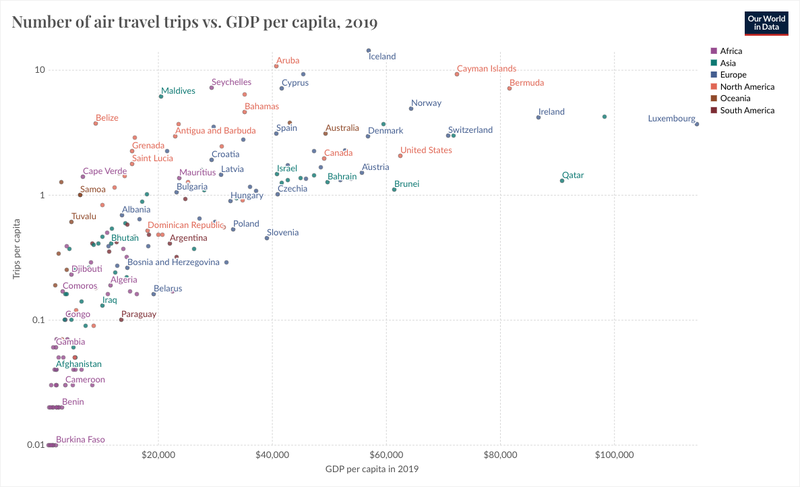 Number of air travel trips vs. GDP per capita, 2019
Our World
in Data
Africa
Asia
Europe
North America
Oceania
South America
Trips per capita
10
1
0.1
0.01
Iceland
Aruba
Cayman Islands
Seychelles
Cyprus
Bermuda
Maldives
Bahamas
Norway
Belize
Ireland
Luxembourg
Antigua and Barbuda
Spain
Australia
Denmark
Switzerland
Grenada
Saint Lucia
Croatia
Canada
United States
Cape Verde
Mauritius
Latvia
Israel
Austria
Bahrain
Qatar
Samoa
Bulgaria
Hungary
Czechia
Brunei
Tuvalu
Albania
Dominican Republic
Poland
Bhutan
Argentina
Slovenia
Djibouti
Bosnia and Herzegovina
Comoros
Algeria
Belarus
Iraq
Congo
Paraguay
Gambia
Afghanistan
Cameroon
Benin
Burkina Faso
$20,000
$40,000
$60,000
$80,000
$100,000
GDP per capita in 2019